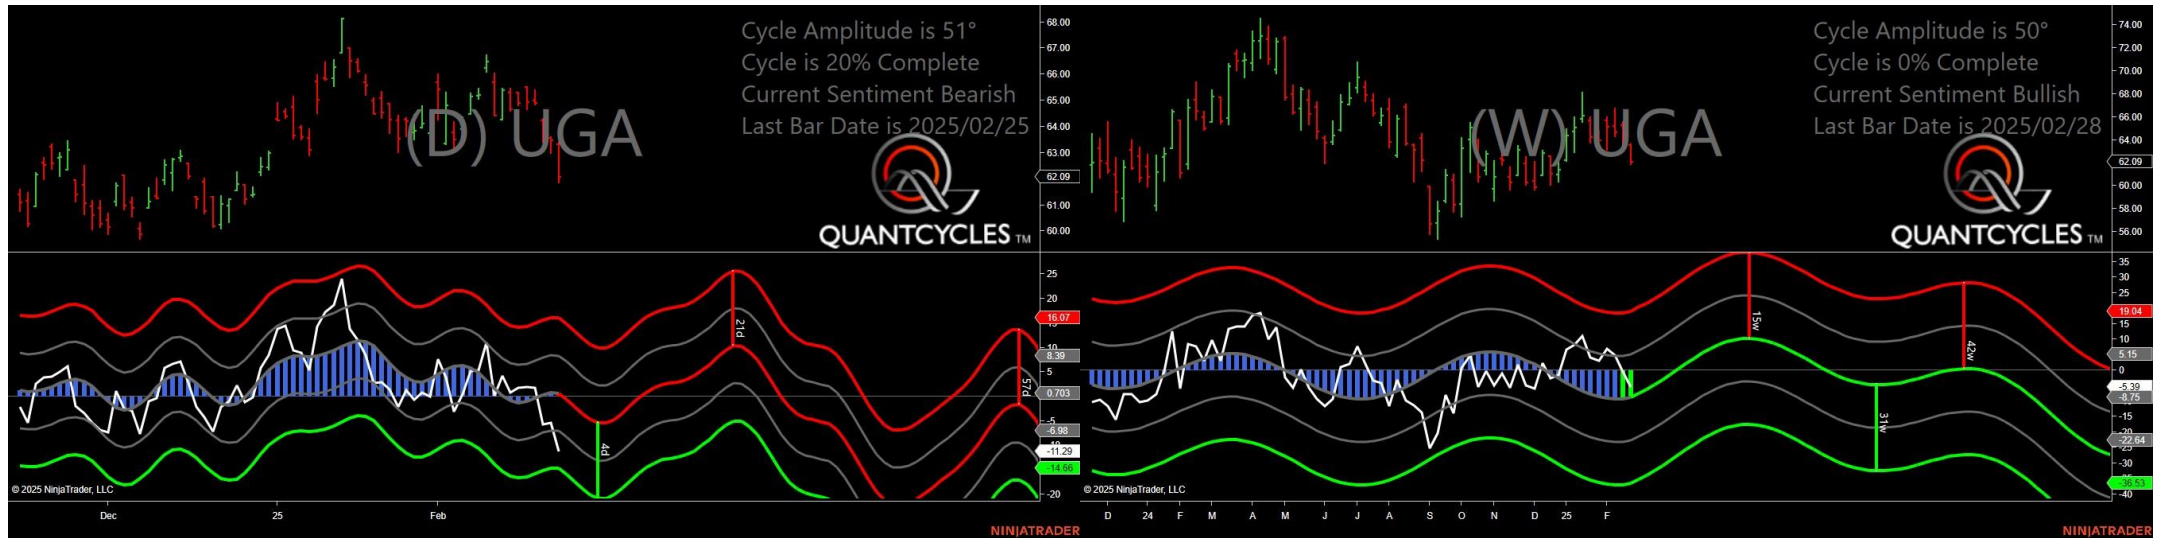 Cycle Amplitude is 51°
Cycle is 20% Complete
Current Sentiment Bearish
Last Bar Date is 2025/02/25
(D) UGA
QUANTCYCLES TM
68.00
67.00
66.00
65.00
64.00
63.00
62.09
61.00
60.00
25
20
16.07
10
8.39
5
0.703
-5
-6.98
-11.29
-14.66
-20
21d
57d
4d
© 2025 NinjaTrader, LLC
Dec
25
Feb
NINJATRADER
Cycle Amplitude is 50°
Cycle is 0% Complete
Current Sentiment Bullish
Last Bar Date is 2025/02/28
(W) UGA
QUANTCYCLES TM
74.00
72.00
70.00
68.00
66.00
64.00
62.09
60.00
58.00
56.00
35
30
25
19.04
15
10
5.15
0
-5.39
-8.75
-15
-22.64
-30
-36.53
-40
15w
42w
31w
© 2025 NinjaTrader, LLC
D 24 F M A M J J A S O N D 25 F
NINJATRADER